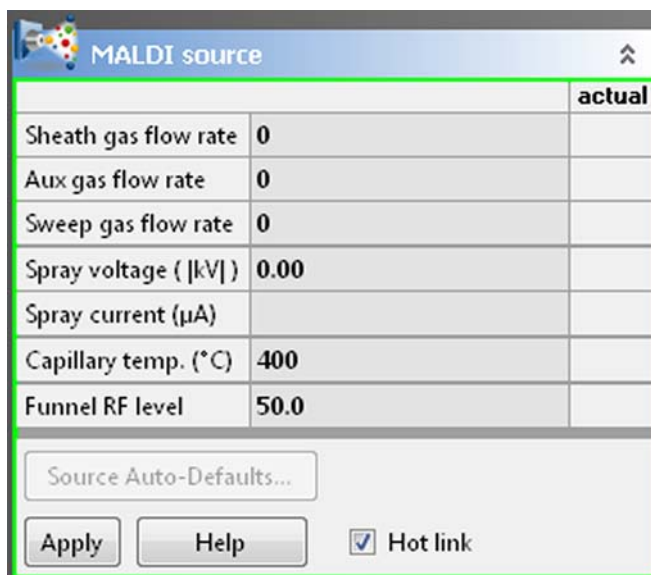 MALDI source
actual
Sheath gas flow rate 0
Aux gas flow rate 0
Sweep gas flow rate 0
Spray voltage ( |kV| ) 0.00
Spray current (µA)
Capillary temp. (°C) 400
Funnel RF level 50.0
Source Auto-Defaults...
Apply Help Hot link